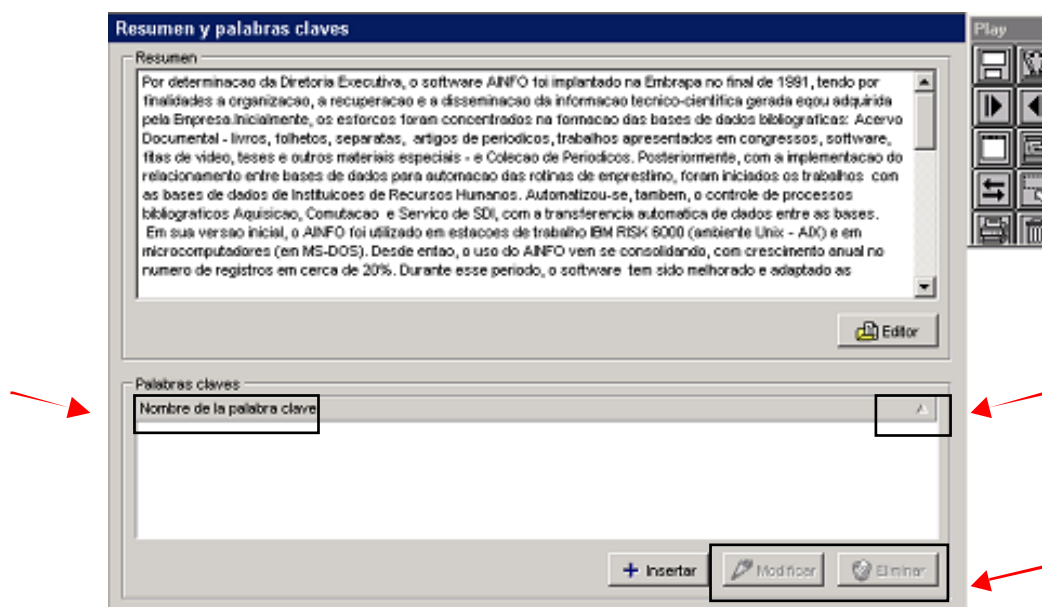 Resumen y palabras claves
Play
Resumen
Por determinacao da Diretoria Executiva, o software AINFO foi implantado na Embrapa no final de 1991, tendo por
finalidades a organizacao, a recuperacao e a disseminacao da informacao tecnico-cientifica gerada eqou adquirida
pela Empresa.Inicialmente, os esforcos foram concentrados na formacao das bases de dados bibliograficas: Acervo
Documental - livros, folhetos, separatas, artigos de periodicos, trabalhos apresentados em congressos, software,
fitas de video, teses e outros materiais especiais - e Colecao de Periodicos. Posteriormente, com a implementacao do
relacionamento entre bases de dados para automacao das rotinas de emprestimo, foram iniciados os trabalhos com
as bases de dados de Instituicoes de Recursos Humanos. Automatizou-se, tambem, o controle de processos
bibliograficos Aquisicao, Comutacao e Servico de SDI, com a transferencia automatica de dados entre as bases.
Em sua versao inicial, o AINFO foi utilizado em estacoes de trabalho IBM RISK 6000 (ambiente Unix - AIX) e em
microcomputadores (em MS-DOS). Desde entao, o uso do AINFO vem se consolidando, com crescimento anual no
numero de registros em cerca de 20%. Durante esse periodo, o software tem sido melhorado e adaptado as
Editor
Palabras claves
Nombre de la palabra clave
Insertar Modificar Eliminar